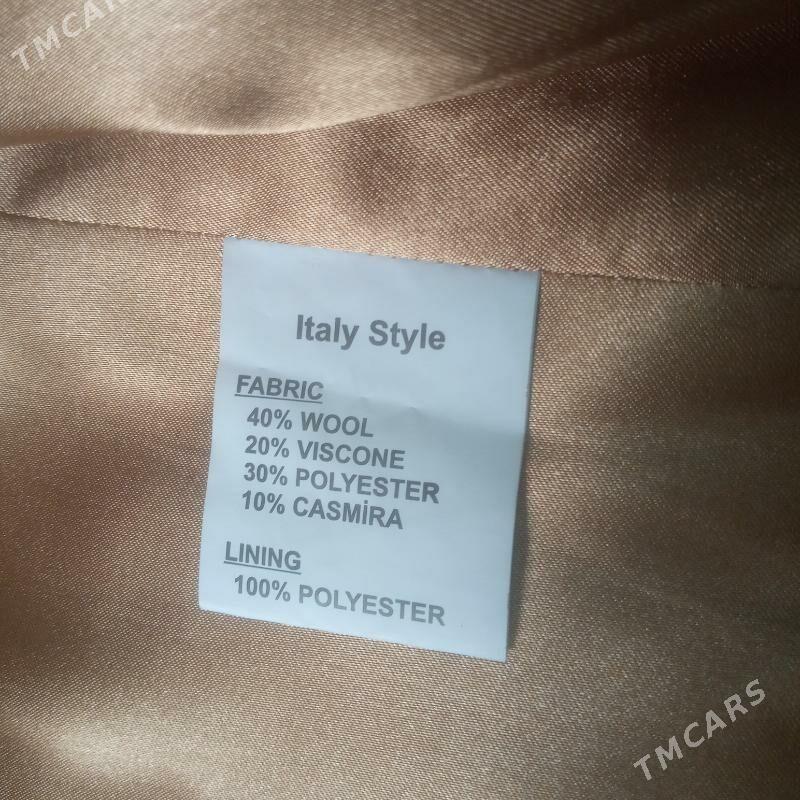 TMCARS
Italy Style
FABRIC
40% WOOL
20% VISCONE
30% POLYESTER
10% CASMİRA
LINING
100% POLYESTER
TMCARS